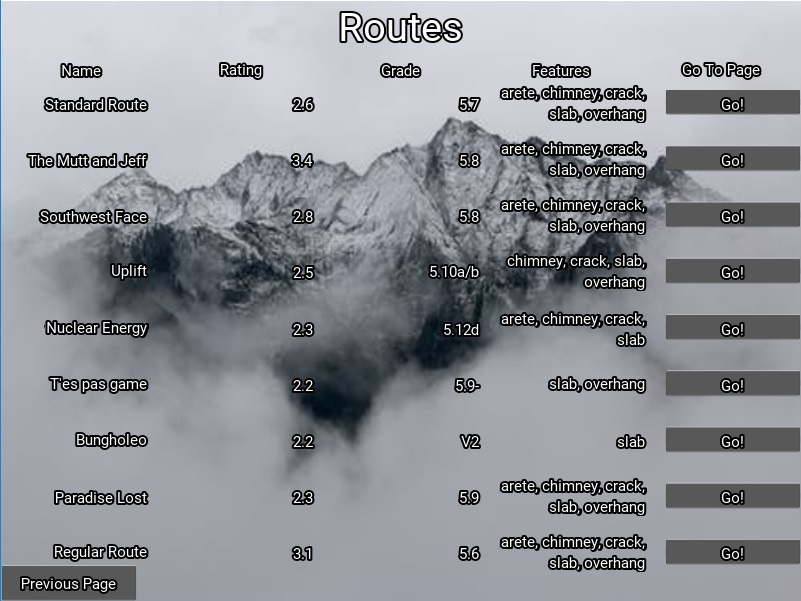 Routes
Name Rating Grade Features Go To Page
Standard Route 2.6 5.7 arete, chimney, crack, Go!
slab, overhang
The Mutt and Jeff 3.4 5.8 arete, chimney, crack, Go!
slab, overhang
Southwest Face 2.8 5.8 arete, chimney, crack, Go!
slab, overhang
Uplift 2.5 5.10a/b chimney, crack, slab, Go!
overhang
Nuclear Energy 2.3 5.12d arete, chimney, crack, Go!
slab
T'es pas game 2.2 5.9- slab, overhang Go!
Bungholeo 2.2 V2 slab Go!
Paradise Lost 2.3 5.9 arete, chimney, crack, Go!
slab, overhang
Regular Route 3.1 5.6 arete, chimney, crack, Go!
slab, overhang
Previous Page